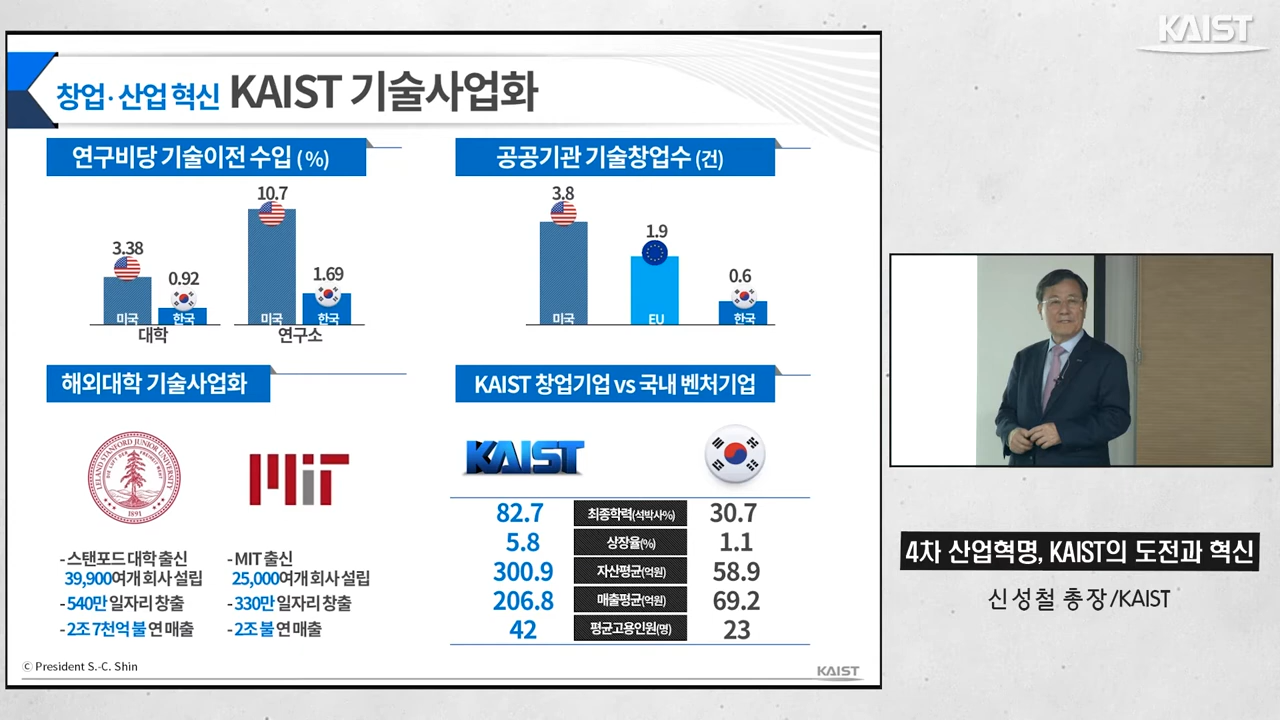 KAIST
창업·산업 혁신 KAIST 기술사업화
연구비당 기술이전 수입 (%)
3.38
미국
0.92
한국
대학
10.7
미국
1.69
한국
연구소
공공기관 기술창업수 (건)
3.8
미국
1.9
EU
0.6
한국
해외대학 기술사업화
LELAND STANFORD JUNIOR UNIVERSITY
1891
MIT
- 스탠포드 대학 출신
39,900여개 회사 설립
- 540만 일자리 창출
- 2조 7천억 불 연 매출
- MIT 출신
25,000여개 회사 설립
- 330만 일자리 창출
- 2조 불 연 매출
KAIST 창업기업 vs 국내 벤처기업
KAIST
82.7 최종학력(석박사%) 30.7
5.8 상장율(%) 1.1
300.9 자산평균(억원) 58.9
206.8 매출평균(억원) 69.2
42 평균고용인원(명) 23
© President S.-C. Shin
KAIST
4차 산업혁명, KAIST의 도전과 혁신
신성철 총장/KAIST